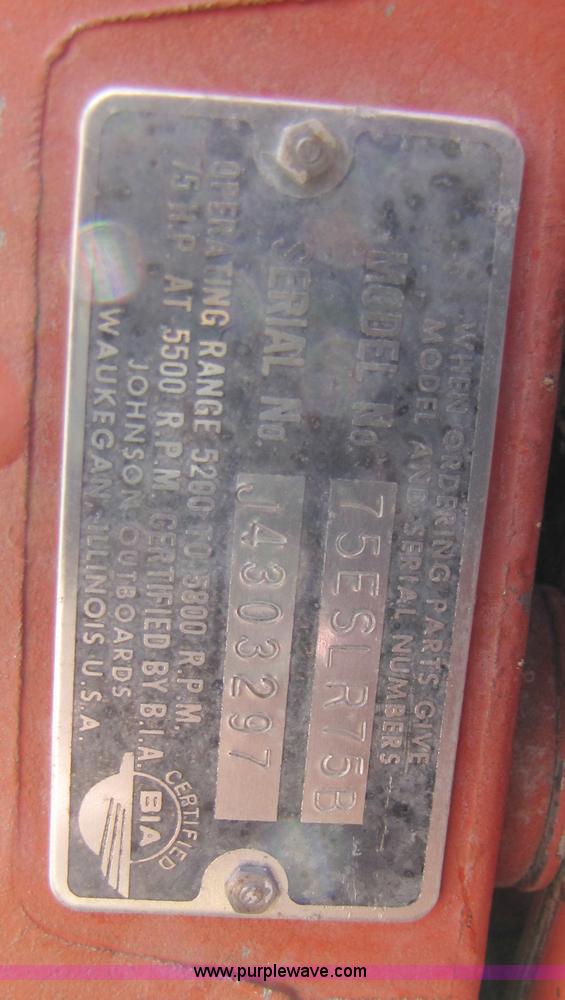 WHEN ORDERING PARTS GIVE
MODEL AND SERIAL NUMBERS
MODEL No. 75ESLR75B
SERIAL No. J4303297
OPERATING RANGE 5200 TO 5800 R.P.M.
75 H.P. AT 5500 R.P.M. CERTIFIED BY B.I.A.
JOHNSON OUTBOARDS
WAUKEGAN, ILLINOIS U.S.A.
CERTIFIED
BIA
www.purplewave.com